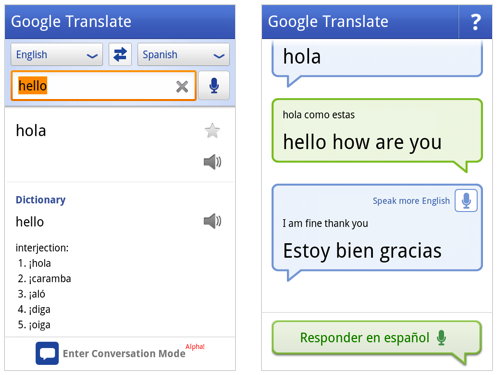 Google Translate
English
Spanish
hello
hola
Dictionary
hello
interjection:
1. ¡hola
2. ¡caramba
3. ¡aló
4. ¡diga
5. ¡oiga
Enter Conversation Mode Alpha!
Google Translate ?
hola
hola como estas
hello how are you
Speak more English
I am fine thank you
Estoy bien gracias
Responder en español